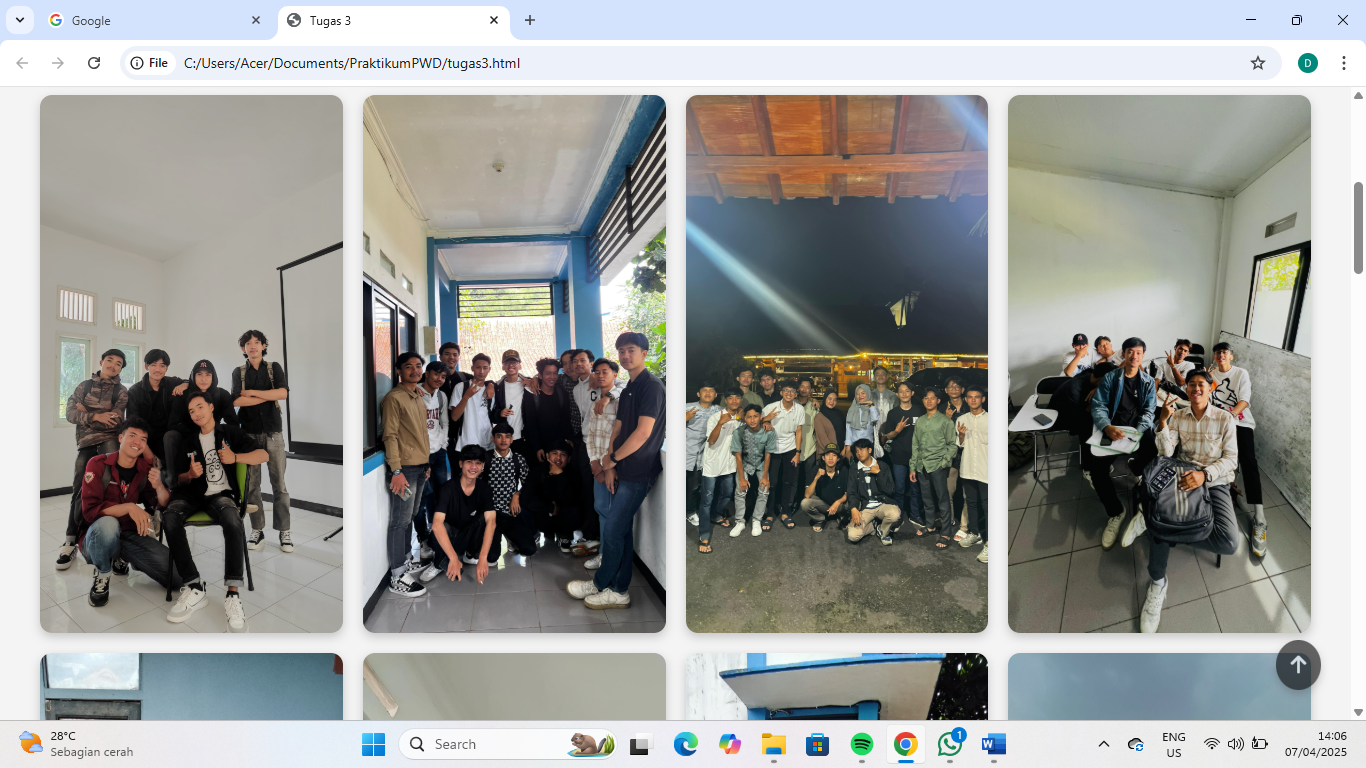 Google
Tugas 3
File
C:/Users/Acer/Documents/PraktikumPWD/tugas3.html
D
28°C
Sebagian cerah
Search
1
ENG
US
14:06
07/04/2025